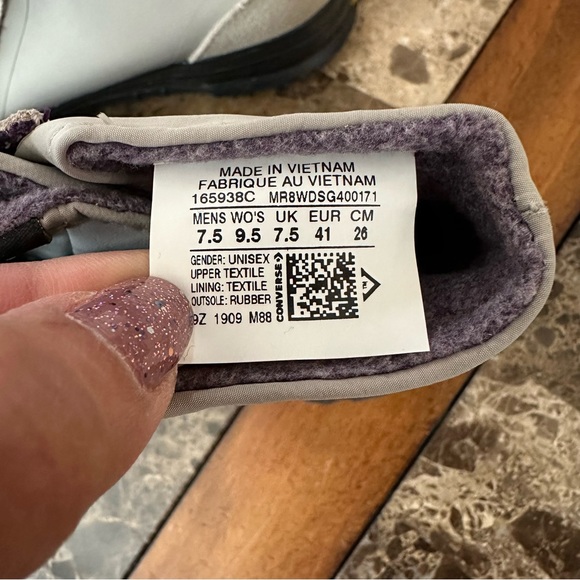 MADE IN VIETNAM
FABRIQUE AU VIETNAM
165938C MR8WDSG400171
MENS WO'S UK EUR CM
7.5 9.5 7.5 41 26
GENDER: UNISEX
UPPER TEXTILE
LINING: TEXTILE
OUTSOLE: RUBBER
9Z 1909 M88
CONVERSE